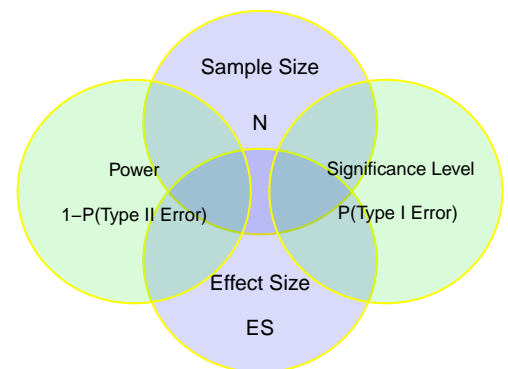 Sample Size
N
Power
1−P(Type II Error)
Significance Level
P(Type I Error)
Effect Size
ES